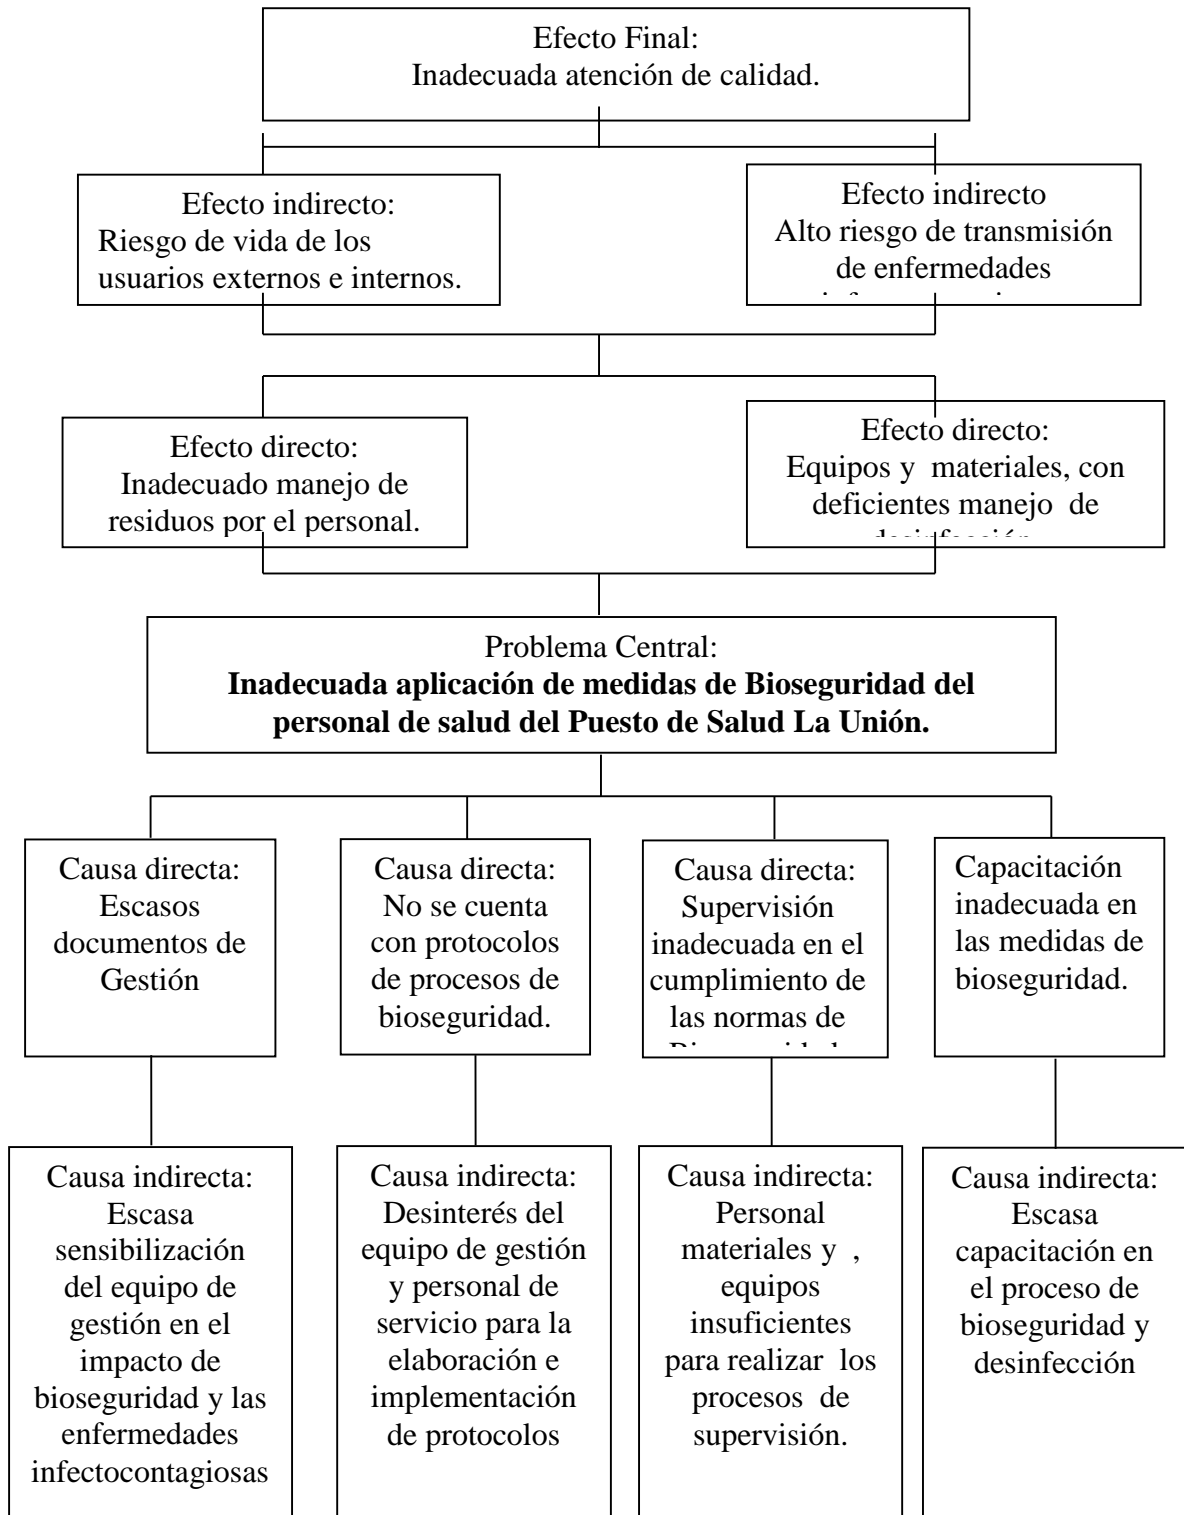 Efecto Final:
Inadecuada atención de calidad.
Efecto indirecto:
Riesgo de vida de los
usuarios externos e internos.
Efecto indirecto
Alto riesgo de transmisión
de enfermedades
Efecto directo:
Inadecuado manejo de
residuos por el personal.
Efecto directo:
Equipos y  materiales, con
deficientes manejo  de
Problema Central:
Inadecuada aplicación de medidas de Bioseguridad del
personal de salud del Puesto de Salud La Unión.
Causa directa:
Escasos
documentos de
Gestión
Causa directa:
No se cuenta
con protocolos
de procesos de
bioseguridad.
Causa directa:
Supervisión
inadecuada en el
cumplimiento de
las normas de
Capacitación
inadecuada en
las medidas de
bioseguridad.
Causa indirecta:
Escasa
sensibilización
del equipo de
gestión en el
impacto de
bioseguridad y las
enfermedades
infectocontagiosas
Causa indirecta:
Desinterés del
equipo de gestión
y personal de
servicio para la
elaboración e
implementación
de protocolos
Causa indirecta:
Personal
materiales y  ,
equipos
insuficientes
para realizar  los
procesos  de
supervisión.
Causa indirecta:
Escasa
capacitación en
el proceso de
bioseguridad y
desinfección